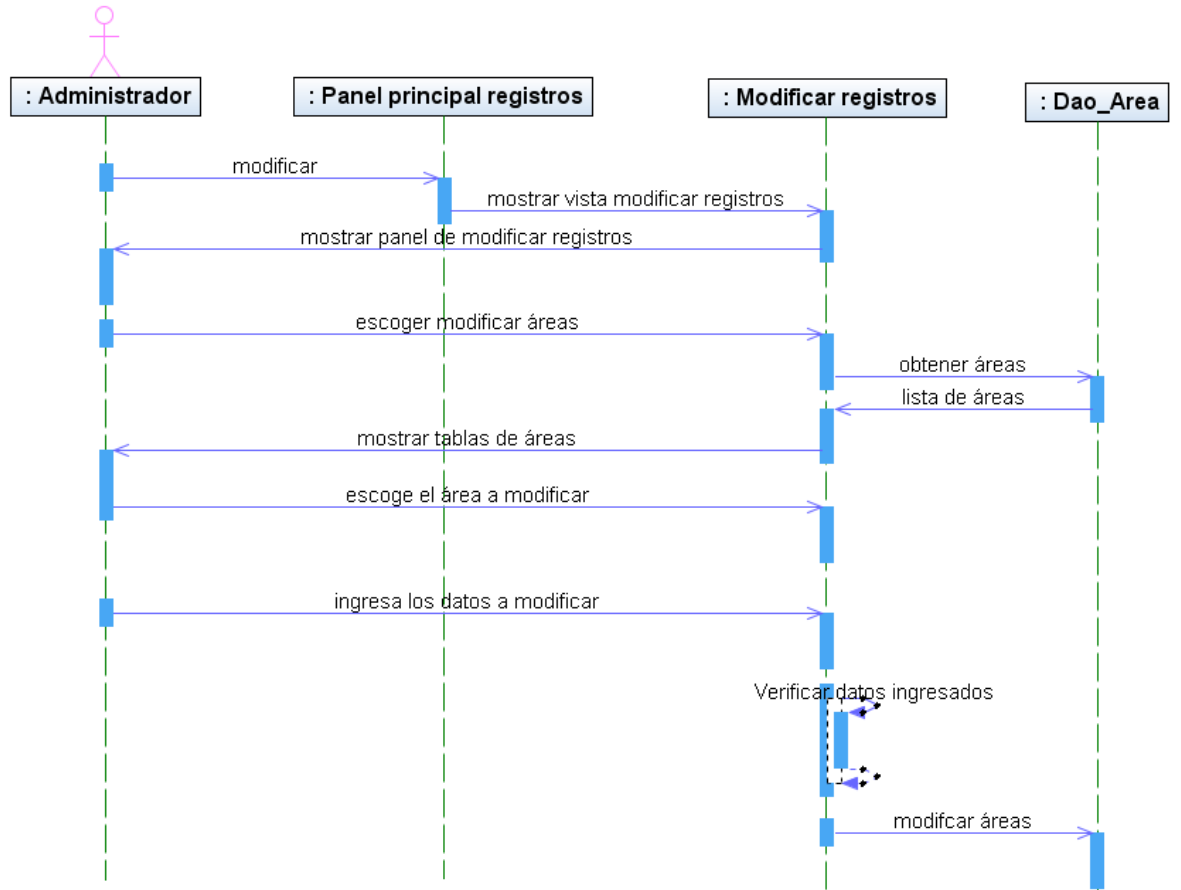 : Administrador
: Panel principal registros
: Modificar registros
: Dao_Area
modificar
mostrar vista modificar registros
mostrar panel de modificar registros
escoger modificar áreas
obtener áreas
lista de áreas
mostrar tablas de áreas
escoge el área a modificar
ingresa los datos a modificar
Verificar datos ingresados
modifcar áreas